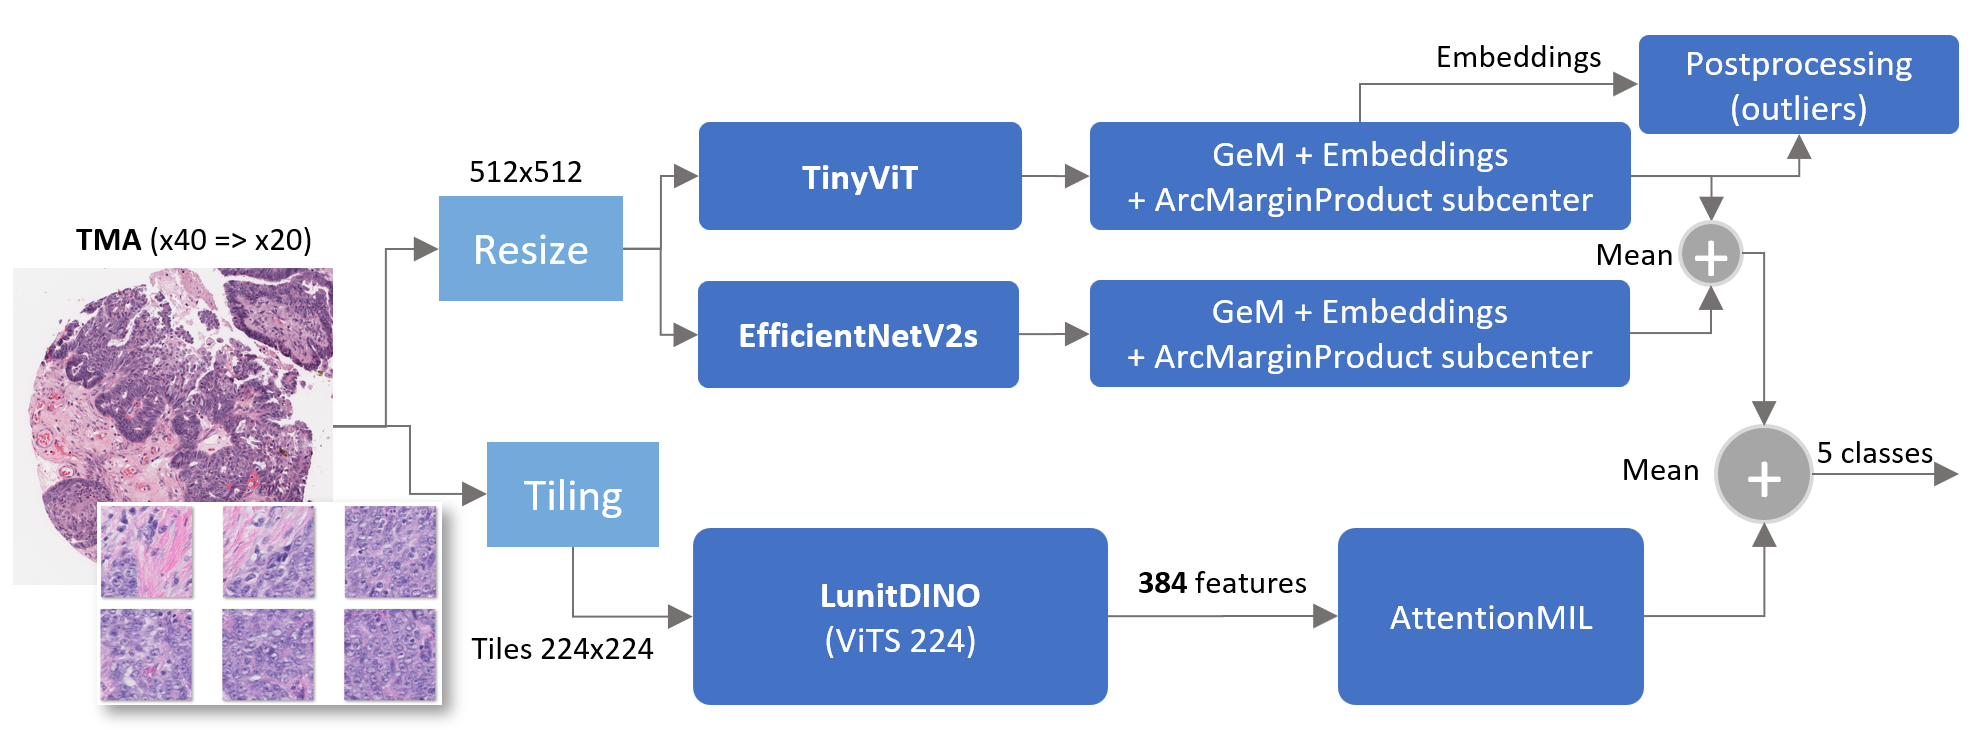 TMA (x40 => x20)
512x512
Resize
Tiling
Tiles 224x224
TinyViT
GeM + Embeddings
+ ArcMarginProduct subcenter
Embeddings
Postprocessing
(outliers)
EfficientNetV2s
GeM + Embeddings
+ ArcMarginProduct subcenter
Mean
+
LunitDINO
(ViTS 224)
384 features
AttentionMIL
Mean
+
5 classes